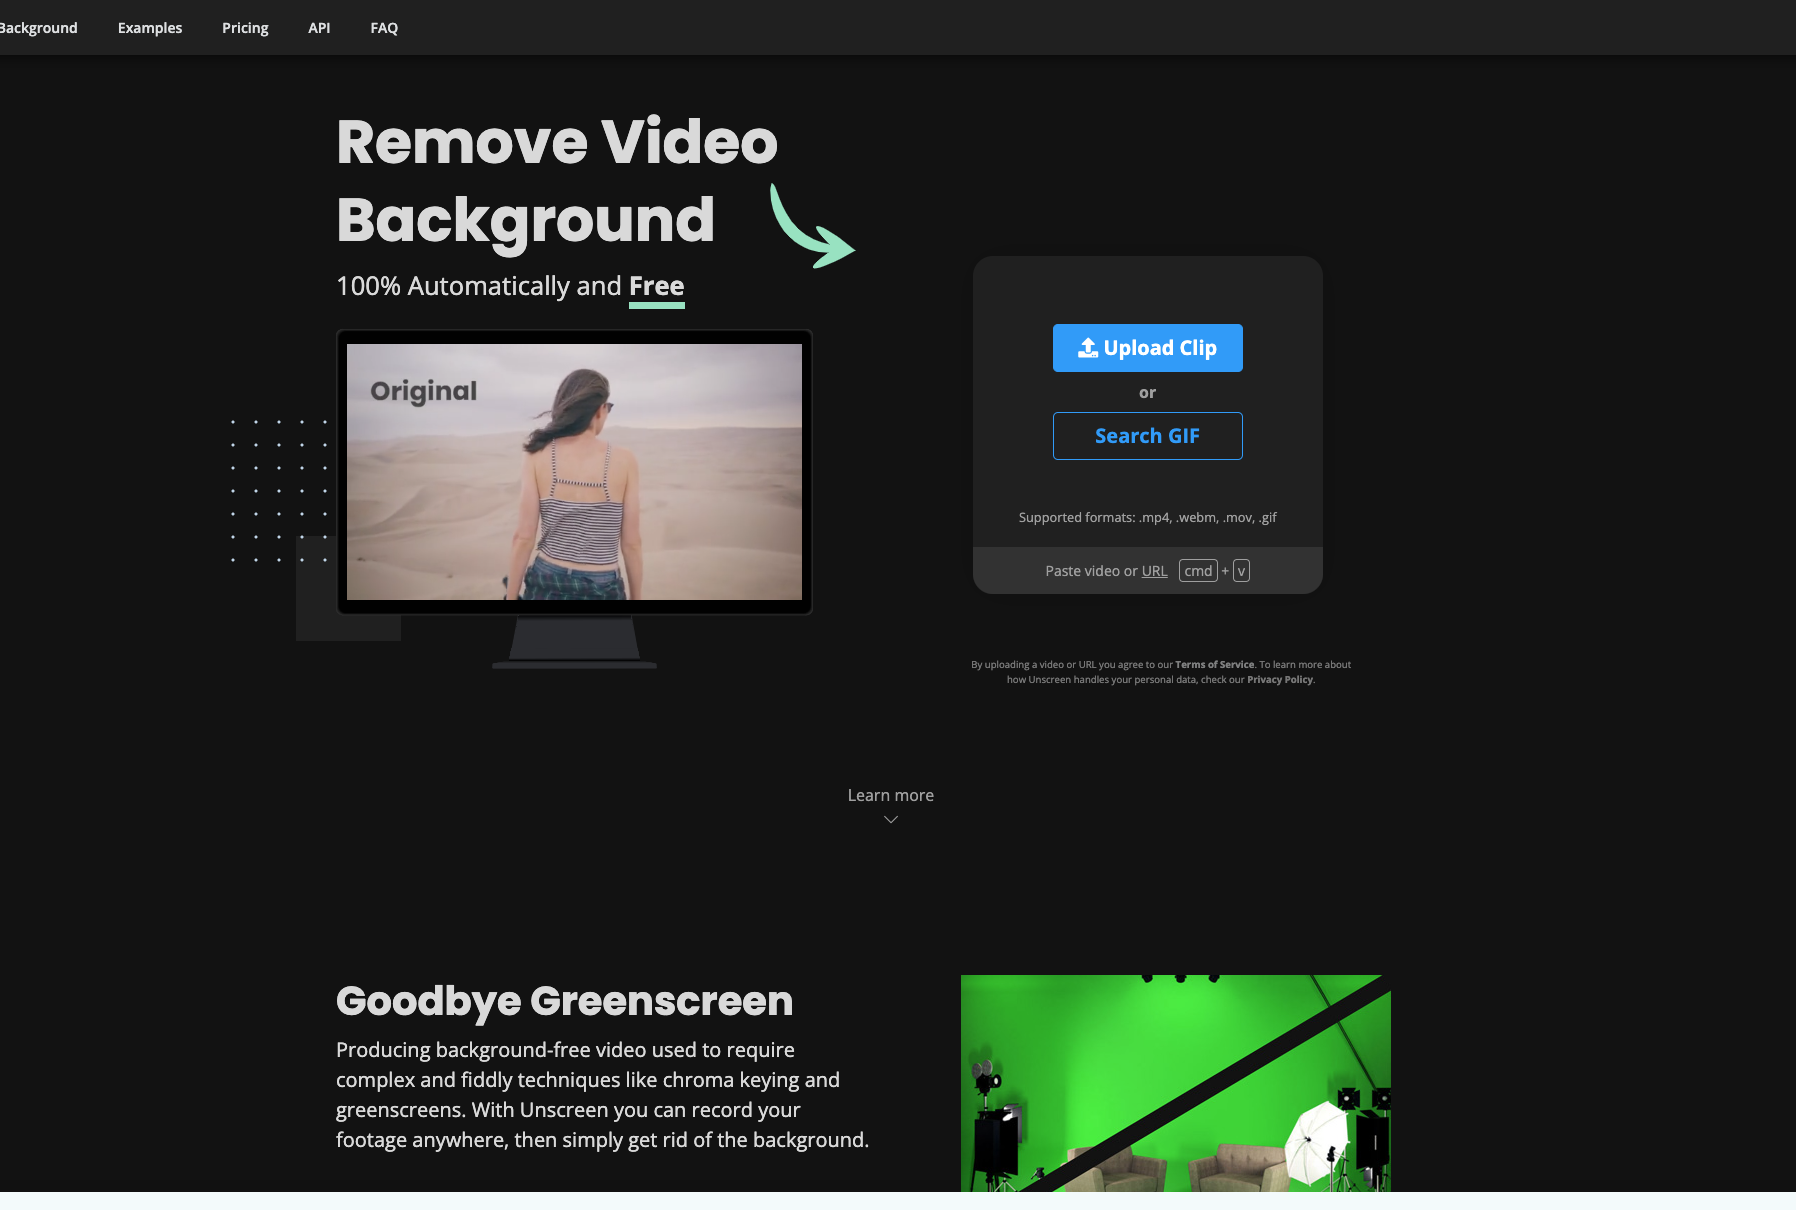 Background Examples Pricing API FAQ
Remove Video
Background
100% Automatically and Free
Original
Upload Clip
or
Search GIF
Supported formats: .mp4, .webm, .mov, .gif
Paste video or URL cmd + v
By uploading a video or URL you agree to our Terms of Service. To learn more about
how Unscreen handles your personal data, check our Privacy Policy.
Learn more
Goodbye Greenscreen
Producing background-free video used to require
complex and fiddly techniques like chroma keying and
greenscreens. With Unscreen you can record your
footage anywhere, then simply get rid of the background.